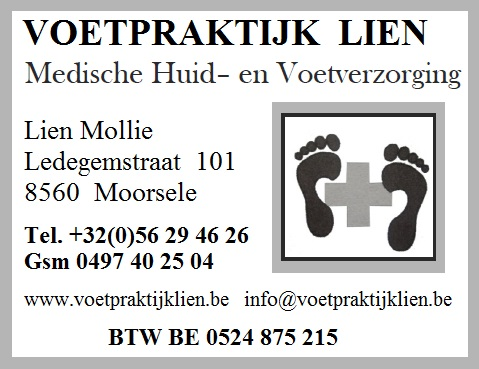 VOETPRAKTIJK LIEN
Medische Huid- en Voetverzorging
Lien Mollie
Ledegemstraat 101
8560 Moorsele
Tel. +32(0)56 29 46 26
Gsm 0497 40 25 04
www.voetpraktijklien.be info@voetpraktijklien.be
BTW BE 0524 875 215